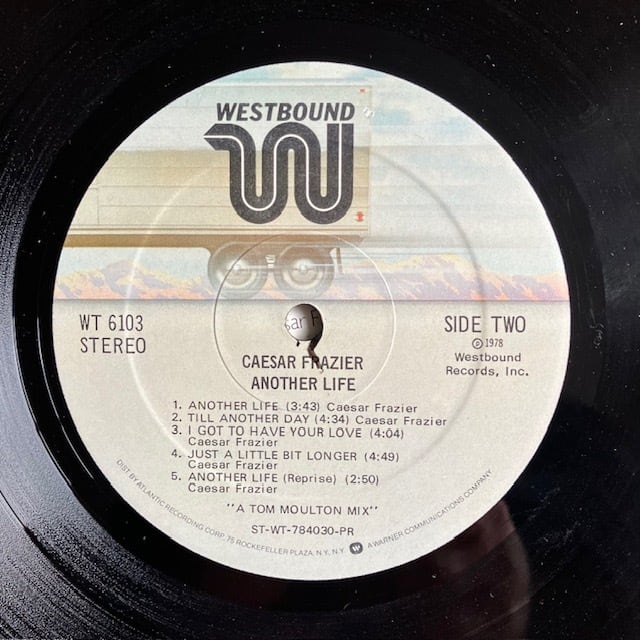 WESTBOUND
WT 6103
STEREO
SIDE TWO
℗ 1978
Westbound
Records, Inc.
CAESAR FRAZIER
ANOTHER LIFE
1. ANOTHER LIFE (3:43) Caesar Frazier
2. TILL ANOTHER DAY (4:34) Caesar Frazier
3. I GOT TO HAVE YOUR LOVE (4:04)
Caesar Frazier
4. JUST A LITTLE BIT LONGER (4:49)
Caesar Frazier
5. ANOTHER LIFE (Reprise) (2:50)
Caesar Frazier
"A TOM MOULTON MIX"
ST-WT-784030-PR
DIST BY ATLANTIC RECORDING CORP. 75 ROCKEFELLER PLAZA, N.Y., N.Y. A WARNER COMMUNICATIONS COMPANY